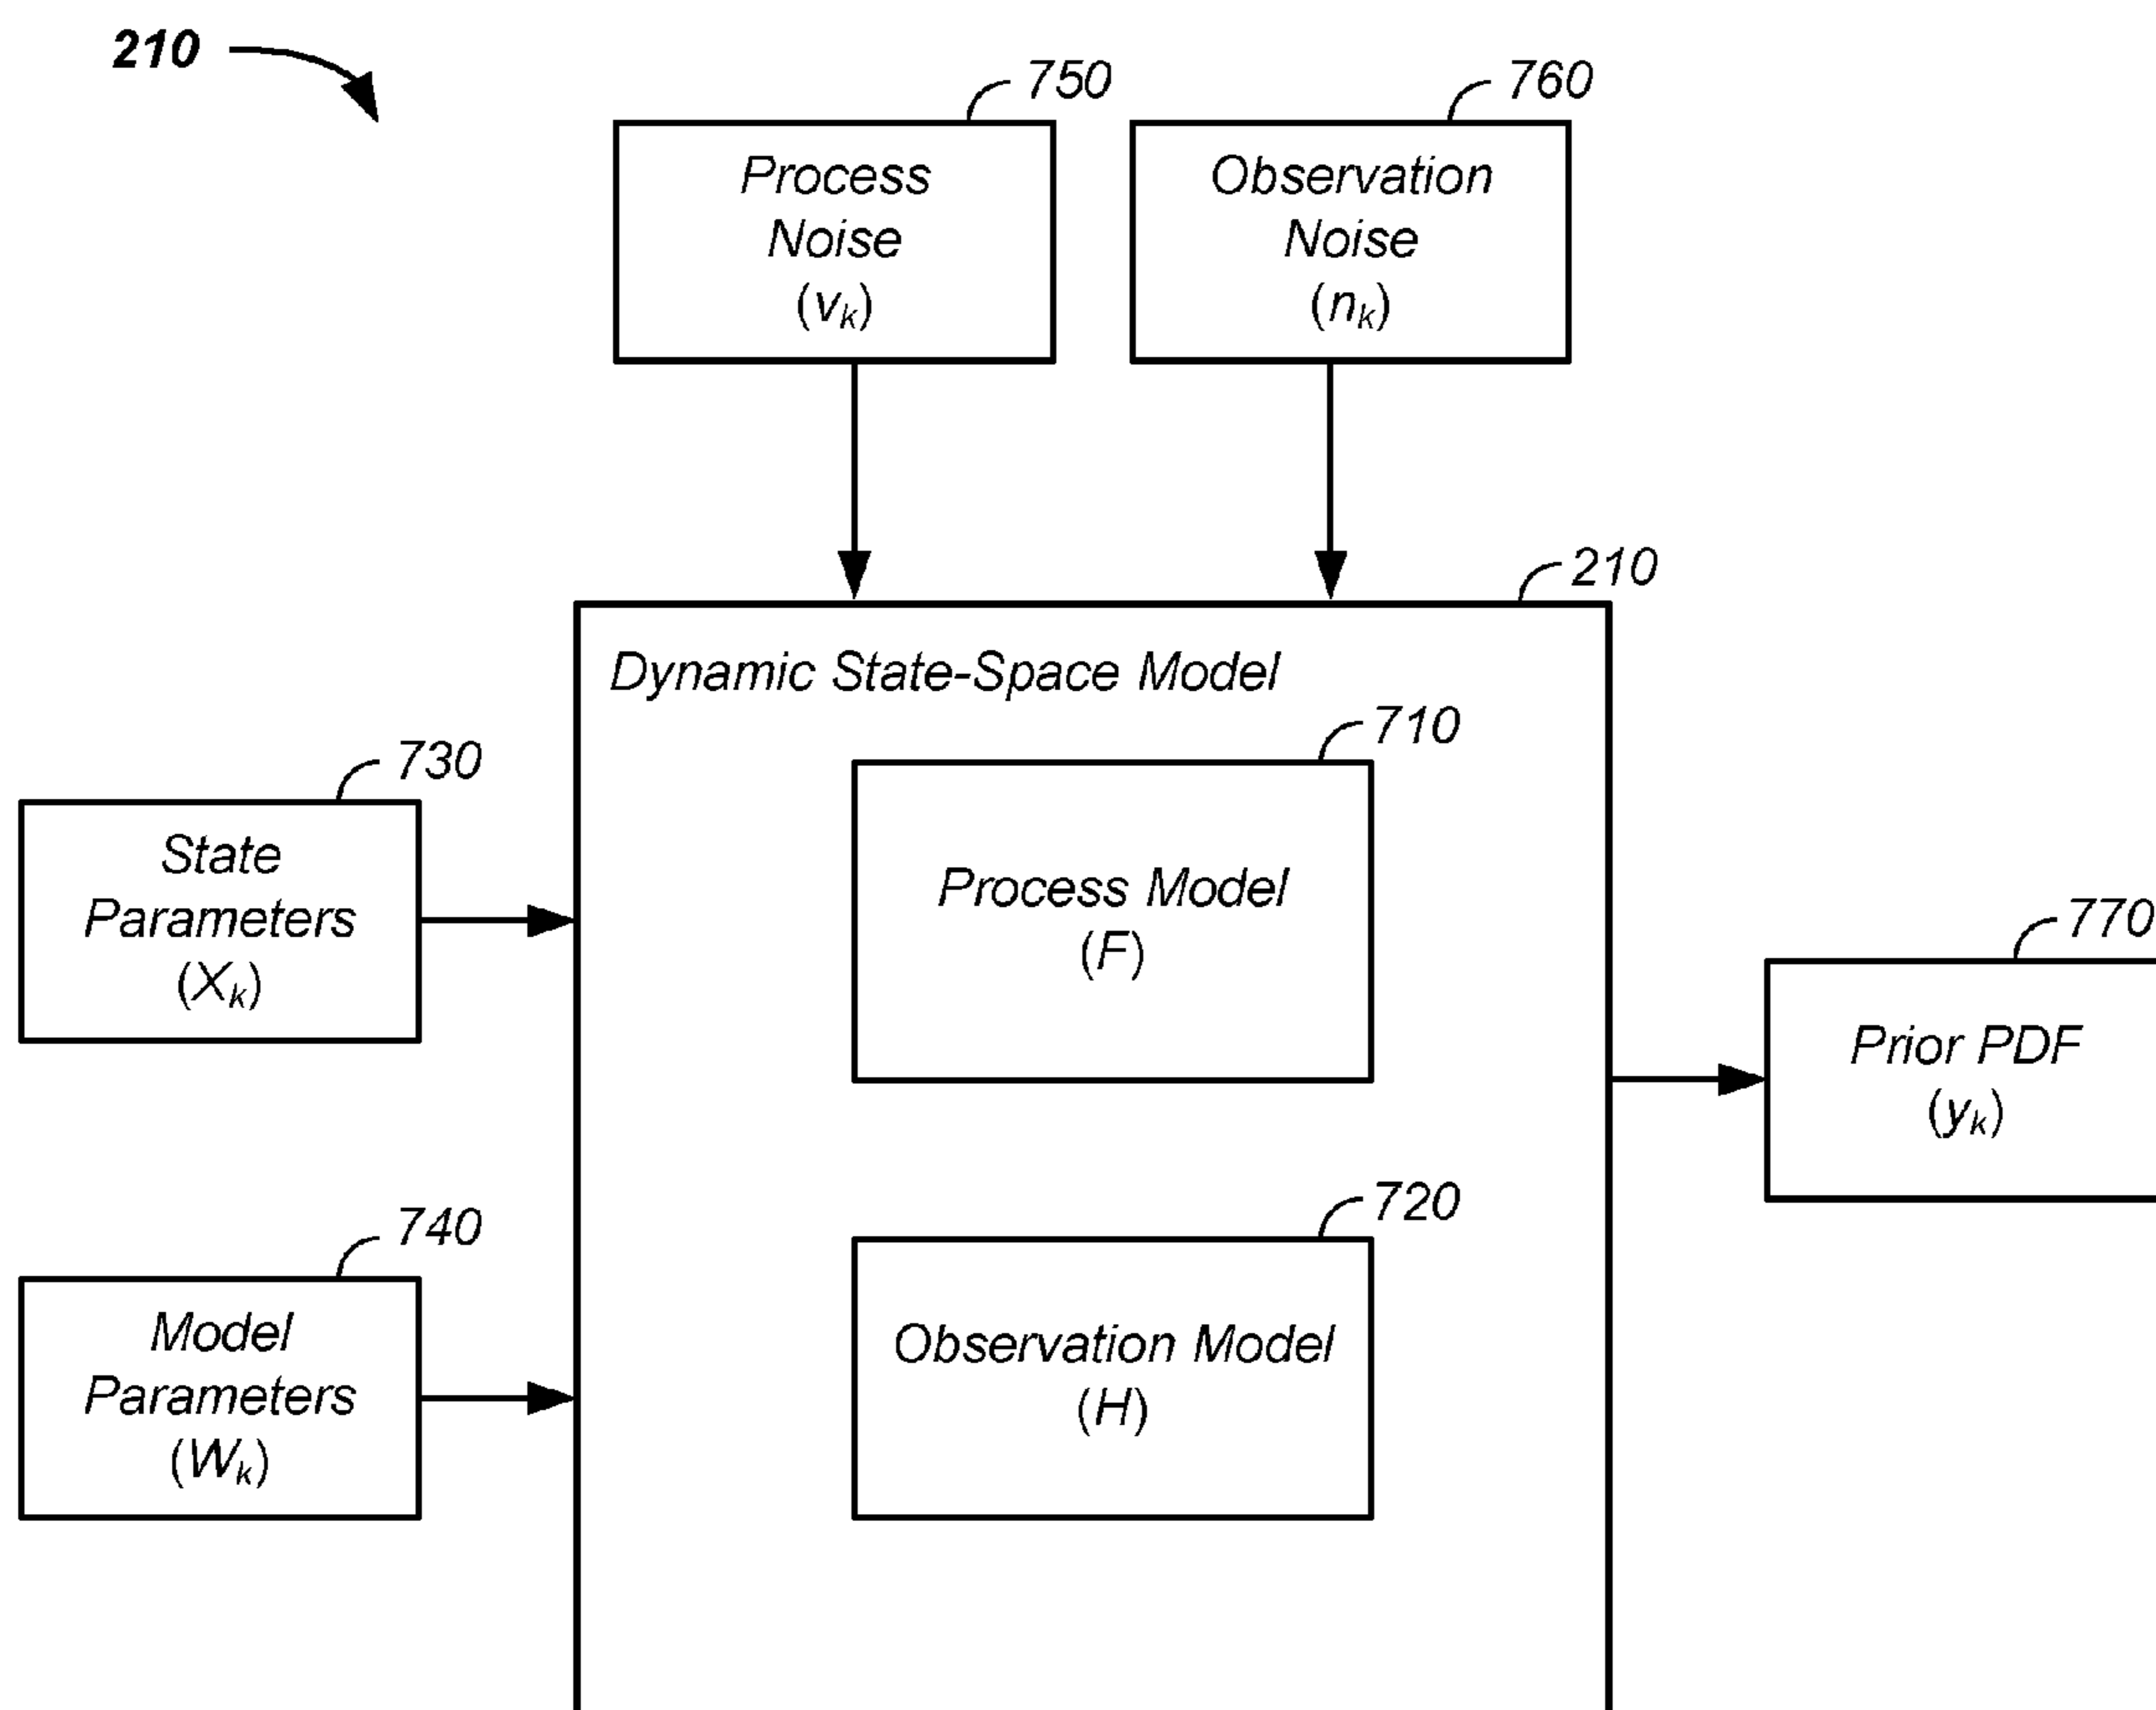 210
750
760
Process
Noise
(vk)
Observation
Noise
(nk)
210
Dynamic State-Space Model
710
730
State
Parameters
(Xk)
Process Model
(F)
770
Prior PDF
(yk)
720
740
Model
Parameters
(Wk)
Observation Model
(H)